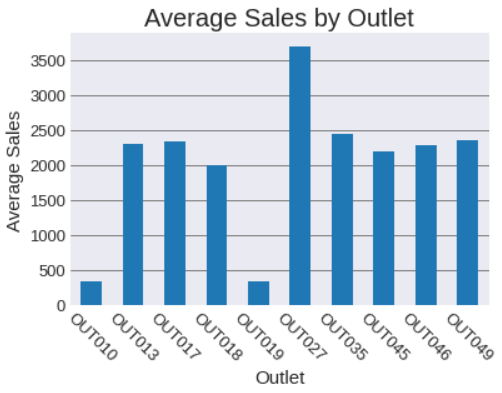 Average Sales by Outlet
Average Sales
3500
3000
2500
2000
1500
1000
500
0
OUT010
OUT013
OUT017
OUT018
OUT019
OUT027
OUT035
OUT045
OUT046
OUT049
Outlet